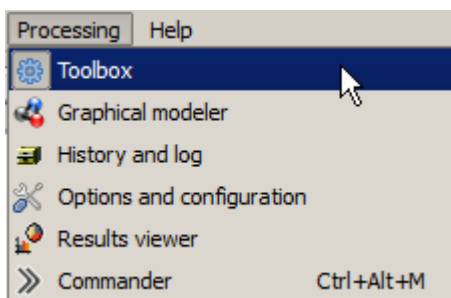 Processing Help
Toolbox
Graphical modeler
History and log
Options and configuration
Results viewer
Commander Ctrl+Alt+M